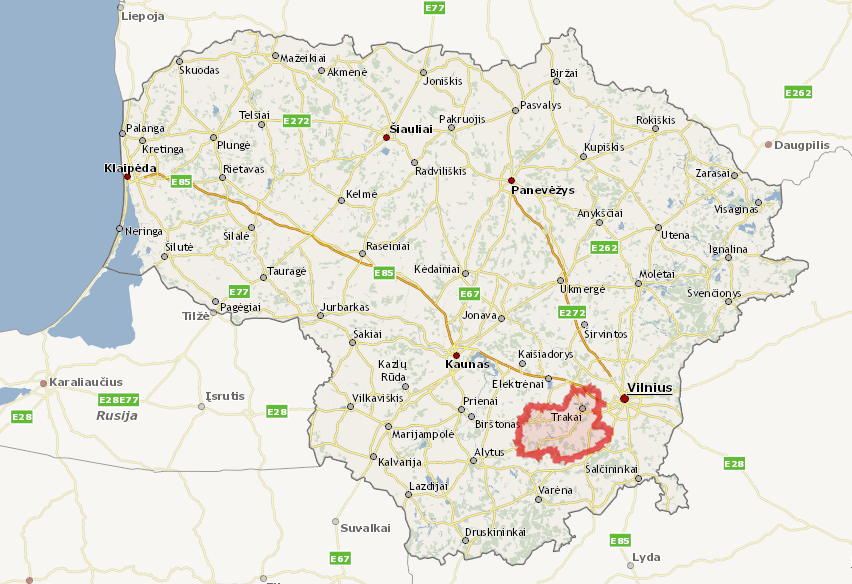 E77
Liepoja
Mažeikiai
Skuodas
Akmenė
Joniškis
Biržai
E262
Telšiai
E272
Pakruojis
Pasvalys
Rokiškis
Palanga
Šiauliai
Kretinga
Plungė
Kupiškis
Daugpilis
Klaipėda
Rietavas
Radviliškis
Zarasai
E85
Panevėžys
Kelmė
Visaginas
Anykščiai
Neringa
Šilalė
Utena
Šilutė
Raseiniai
E262
Ignalina
Tauragė
E85
Kėdainiai
Molėtai
E77
E67
Ukmergė
Švenčionys
Pagėgiai
Jurbarkas
Jonava
E272
Tilžė
Šakiai
Širvintos
Kaunas
Kaišiadorys
Kazlų
Rūda
Karaliaučius
Elektrėnai
Vilnius
Įsrutis
Vilkaviškis
Prienai
E28E77
E28
E28
Rusija
Birštonas
Trakai
Marijampolė
Alytus
Kalvarija
Šalčininkai
E28
Lazdijai
Varėna
Suvalkai
Druskininkai
E85
E67
Lyda